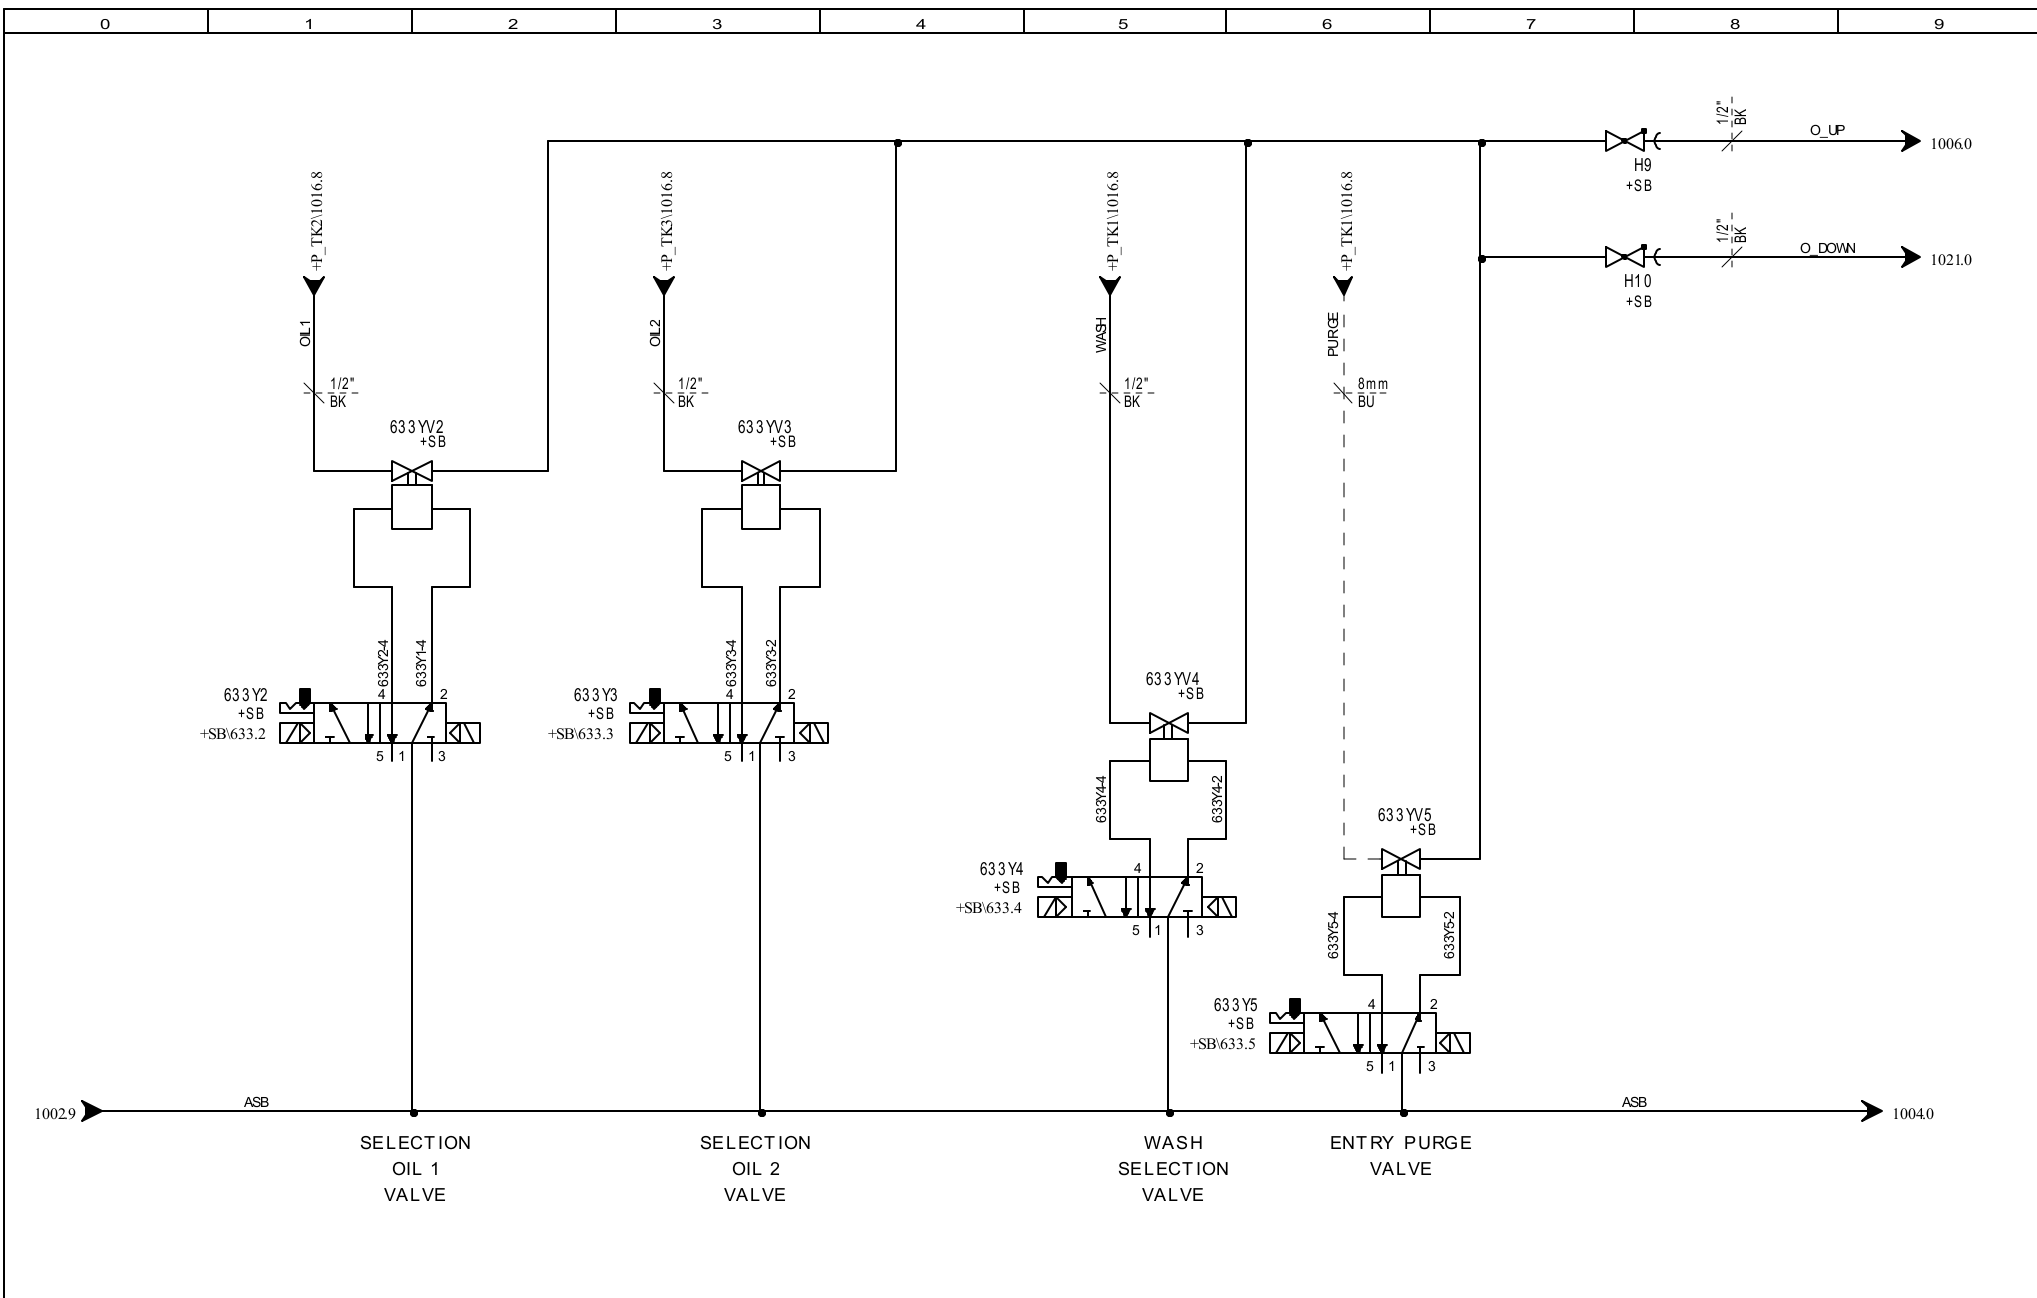 0 1 2 3 4 5 6 7 8 9
1/2"
BK
O_UP
1006.0
H9
+SB
1/2"
BK
O_DOWN
1021.0
H10
+SB
+P_TK2\1016.8
+P_TK3\1016.8
+P_TK1\1016.8
+P_TK1\1016.8
OIL1
OIL2
WASH
PURGE
1/2"
BK
1/2"
BK
1/2"
BK
8mm
BU
633YV2
+SB
633YV3
+SB
633Y2-4
633Y1-4
633Y3-4
633Y3-2
633Y2
+SB
+SB\633.2
4 2
5 1 3
633Y3
+SB
+SB\633.3
4 2
5 1 3
633YV4
+SB
633Y4-4
633Y4-2
633Y4
+SB
+SB\633.4
4 2
5 1 3
633YV5
+SB
633Y5-4
633Y5-2
633Y5
+SB
+SB\633.5
4 2
5 1 3
1002.9
ASB
ASB
1004.0
SELECTION
OIL 1
VALVE
SELECTION
OIL 2
VALVE
WASH
SELECTION
VALVE
ENTRY PURGE
VALVE